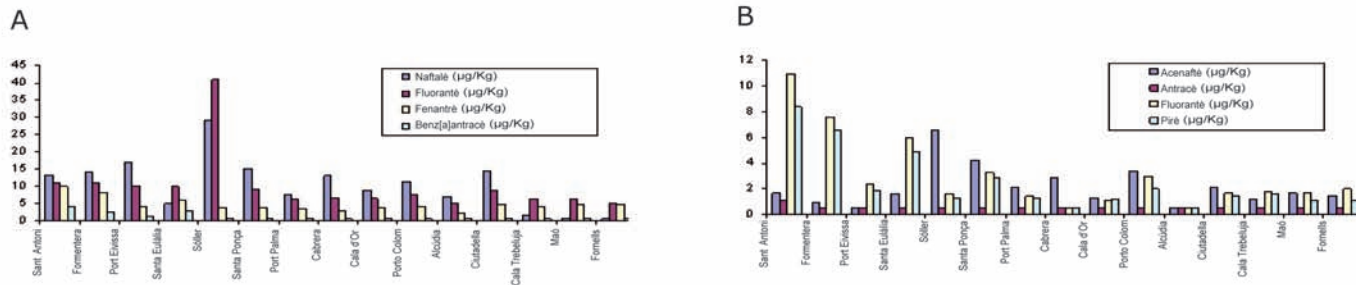 A
45
40
35
30
25
20
15
10
5
0
Naftalè (µg/Kg)
Fluorantè (µg/Kg)
Fenantrè (µg/Kg)
Benz[a]antracè (µg/Kg)
Sant Antoni
Formentera
Port Eivissa
Santa Eulália
Sóller
Santa Ponça
Port Palma
Cabrera
Cala d'Or
Porto Colom
Alcúdia
Ciutadella
Cala Trebeluja
Maó
Fornells
B
12
10
8
6
4
2
0
Acenaftè (µg/Kg)
Antracè (µg/Kg)
Fluorantè (µg/Kg)
Pirè (µg/Kg)
Sant Antoni
Formentera
Port Eivissa
Santa Eulália
Sóller
Santa Ponça
Port Palma
Cabrera
Cala d'Or
Porto Colom
Alcúdia
Ciutadella
Cala Trebeluja
Maó
Fornells